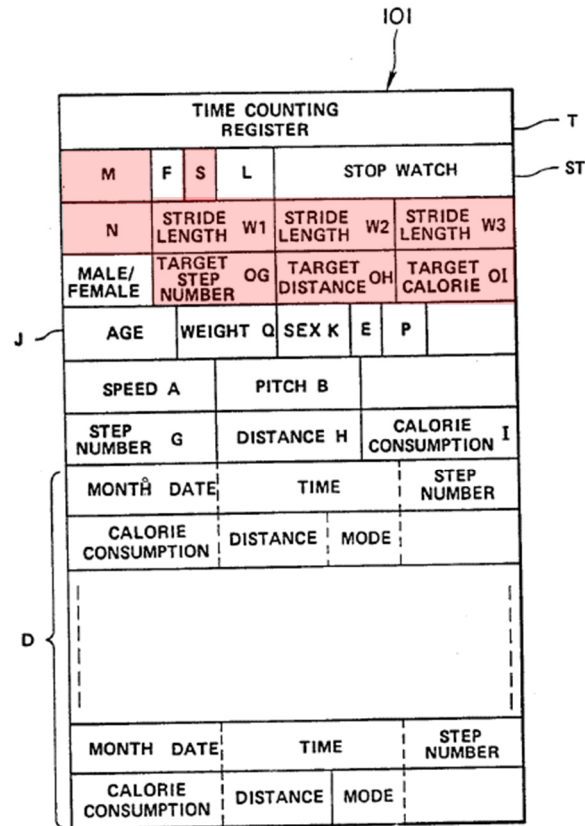 101
TIME COUNTING
REGISTER
T
M F S L STOP WATCH
ST
N STRIDE LENGTH W1 STRIDE LENGTH W2 STRIDE LENGTH W3
MALE/FEMALE TARGET STEP NUMBER OG TARGET DISTANCE OH TARGET CALORIE OI
J
AGE WEIGHT Q SEX K E P
SPEED A PITCH B
STEP NUMBER G DISTANCE H CALORIE CONSUMPTION I
MONTH DATE TIME STEP NUMBER
CALORIE CONSUMPTION DISTANCE MODE
D
MONTH DATE TIME STEP NUMBER
CALORIE CONSUMPTION DISTANCE MODE